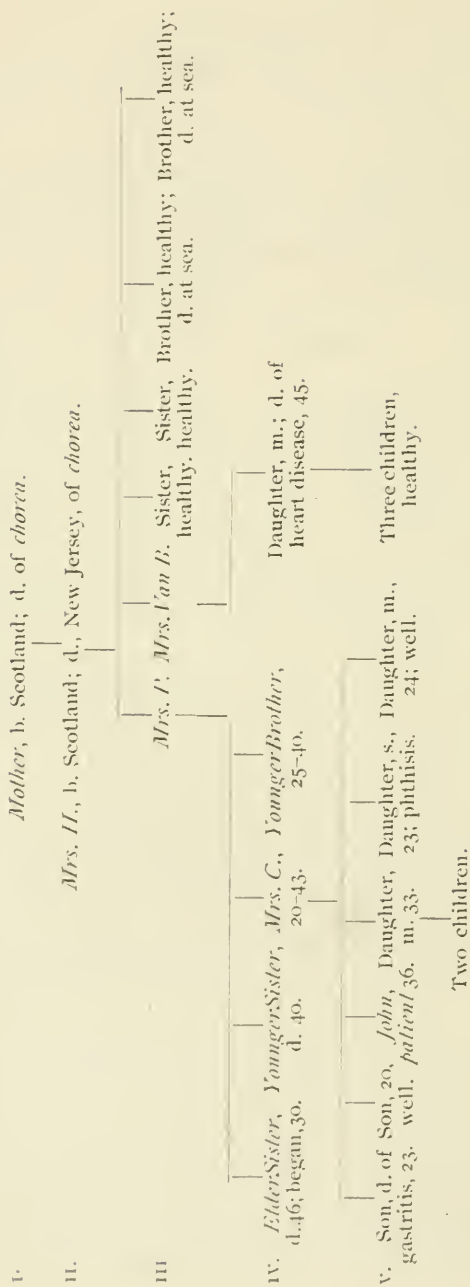 I. Mother, b. Scotland; d. of chorea.
II. Mrs. H., b. Scotland; d., New Jersey, of chorea.
III Mrs. P. Mrs. Van B. Sister, Sister, Brother, healthy; Brother, healthy;
healthy. healthy. d. at sea. d. at sea.
IV. Elder Sister, Younger Sister, Mrs. C., Younger Brother, Daughter, m.; d. of
d. 46; began, 30. d. 40. 20-43. 25-40. heart disease, 45.
V. Son, d. of Son, 20, John, Daughter, Daughter, s., Daughter, m., Three children,
gastritis, 23. well. patient 36. m. 33. 23; phthisis. 24; well. healthy.
Two children.